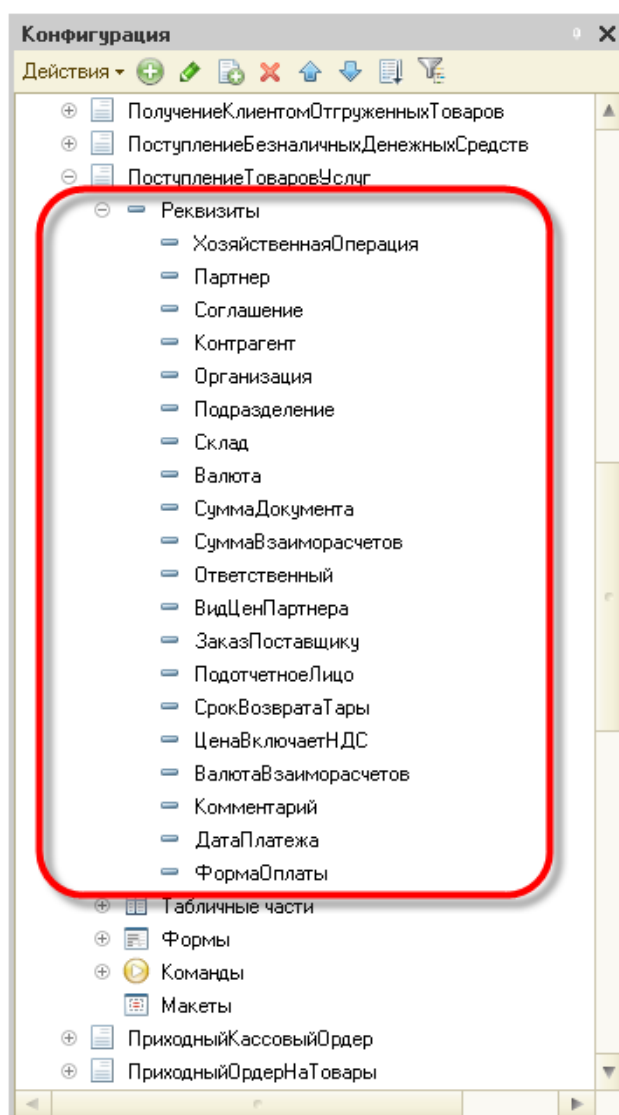 Конфигурация
Действия
ПолучениеКлиентомОтгруженныхТоваров
ПоступлениеБезналичныхДенежныхСредств
ПоступлениеТоваровУслуг
Реквизиты
ХозяйственнаяОперация
Партнер
Соглашение
Контрагент
Организация
Подразделение
Склад
Валюта
СуммаДокумента
СуммаВзаиморасчетов
Ответственный
ВидЦенПартнера
ЗаказПоставщику
ПодотчетноеЛицо
СрокВозвратаТары
ЦенаВключаетНДС
ВалютаВзаиморасчетов
Комментарий
ДатаПлатежа
ФормаОплаты
Табличные части
Формы
Команды
Макеты
ПриходныйКассовыйОрдер
ПриходныйОрдерНаТовары